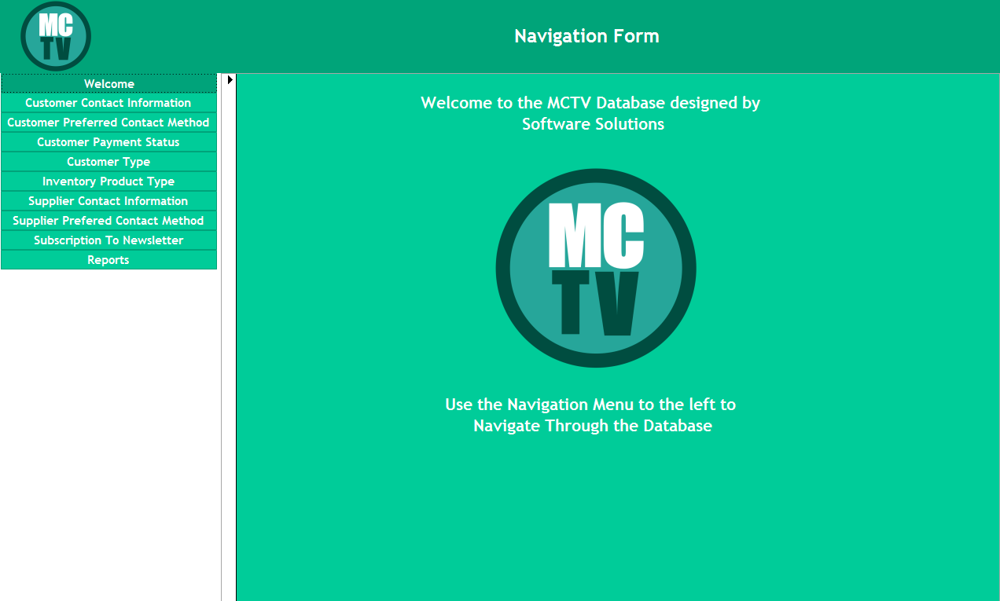 MC
TV
Navigation Form
Welcome
Customer Contact Information
Customer Preferred Contact Method
Customer Payment Status
Customer Type
Inventory Product Type
Supplier Contact Information
Supplier Prefered Contact Method
Subscription To Newsletter
Reports
Welcome to the MCTV Database designed by
Software Solutions
MC
TV
Use the Navigation Menu to the left to
Navigate Through the Database